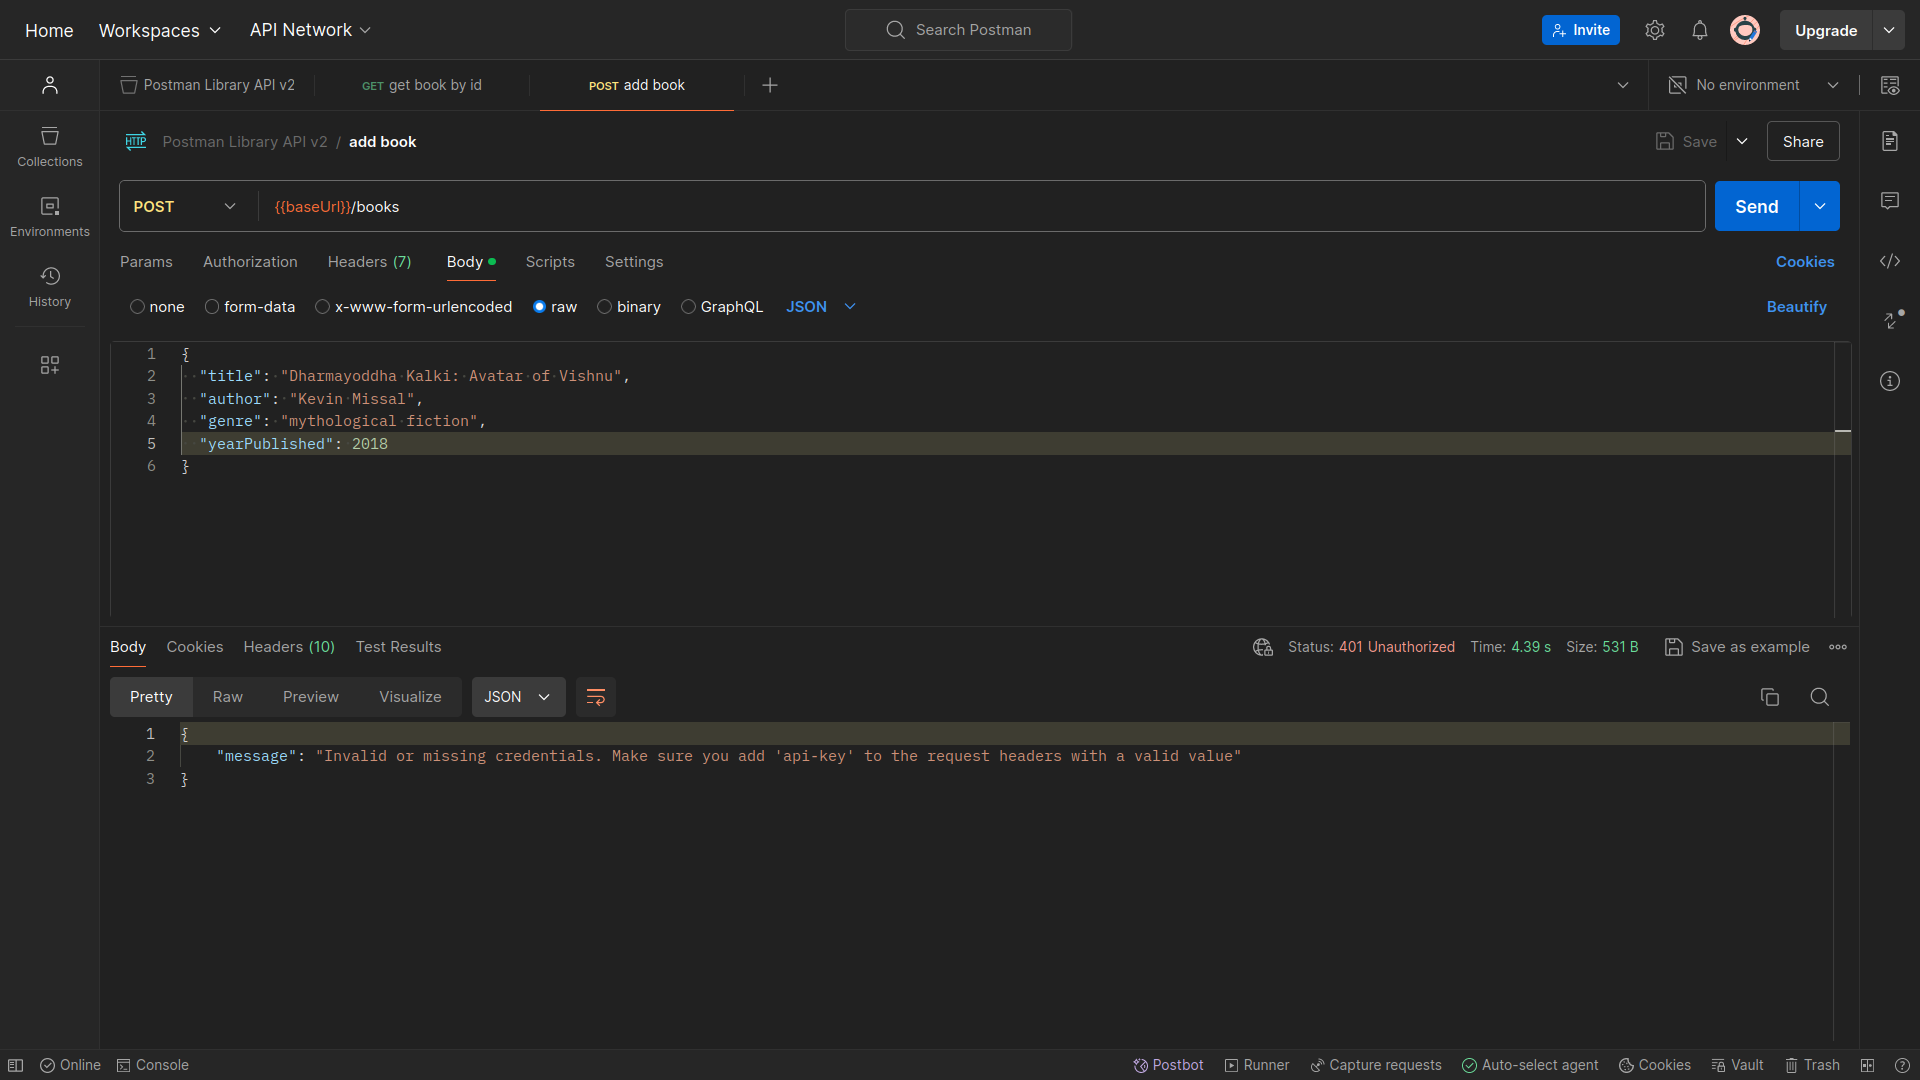 Home Workspaces API Network Search Postman Invite Upgrade
Postman Library API v2 GET get book by id POST add book No environment
Collections
Environments
History
HTTP Postman Library API v2 / add book Save Share
POST {{baseUrl}}/books Send
Params Authorization Headers (7) Body Scripts Settings Cookies
none form-data x-www-form-urlencoded raw binary GraphQL JSON Beautify
1 {
2 "title": "Dharmayoddha Kalki: Avatar of Vishnu",
3 "author": "Kevin Missal",
4 "genre": "mythological fiction",
5 "yearPublished": 2018
6 }
Body Cookies Headers (10) Test Results Status: 401 Unauthorized Time: 4.39 s Size: 531 B Save as example
Pretty Raw Preview Visualize JSON
1 {
2 "message": "Invalid or missing credentials. Make sure you add 'api-key' to the request headers with a valid value"
3 }
Online Console Postbot Runner Capture requests Auto-select agent Cookies Vault Trash